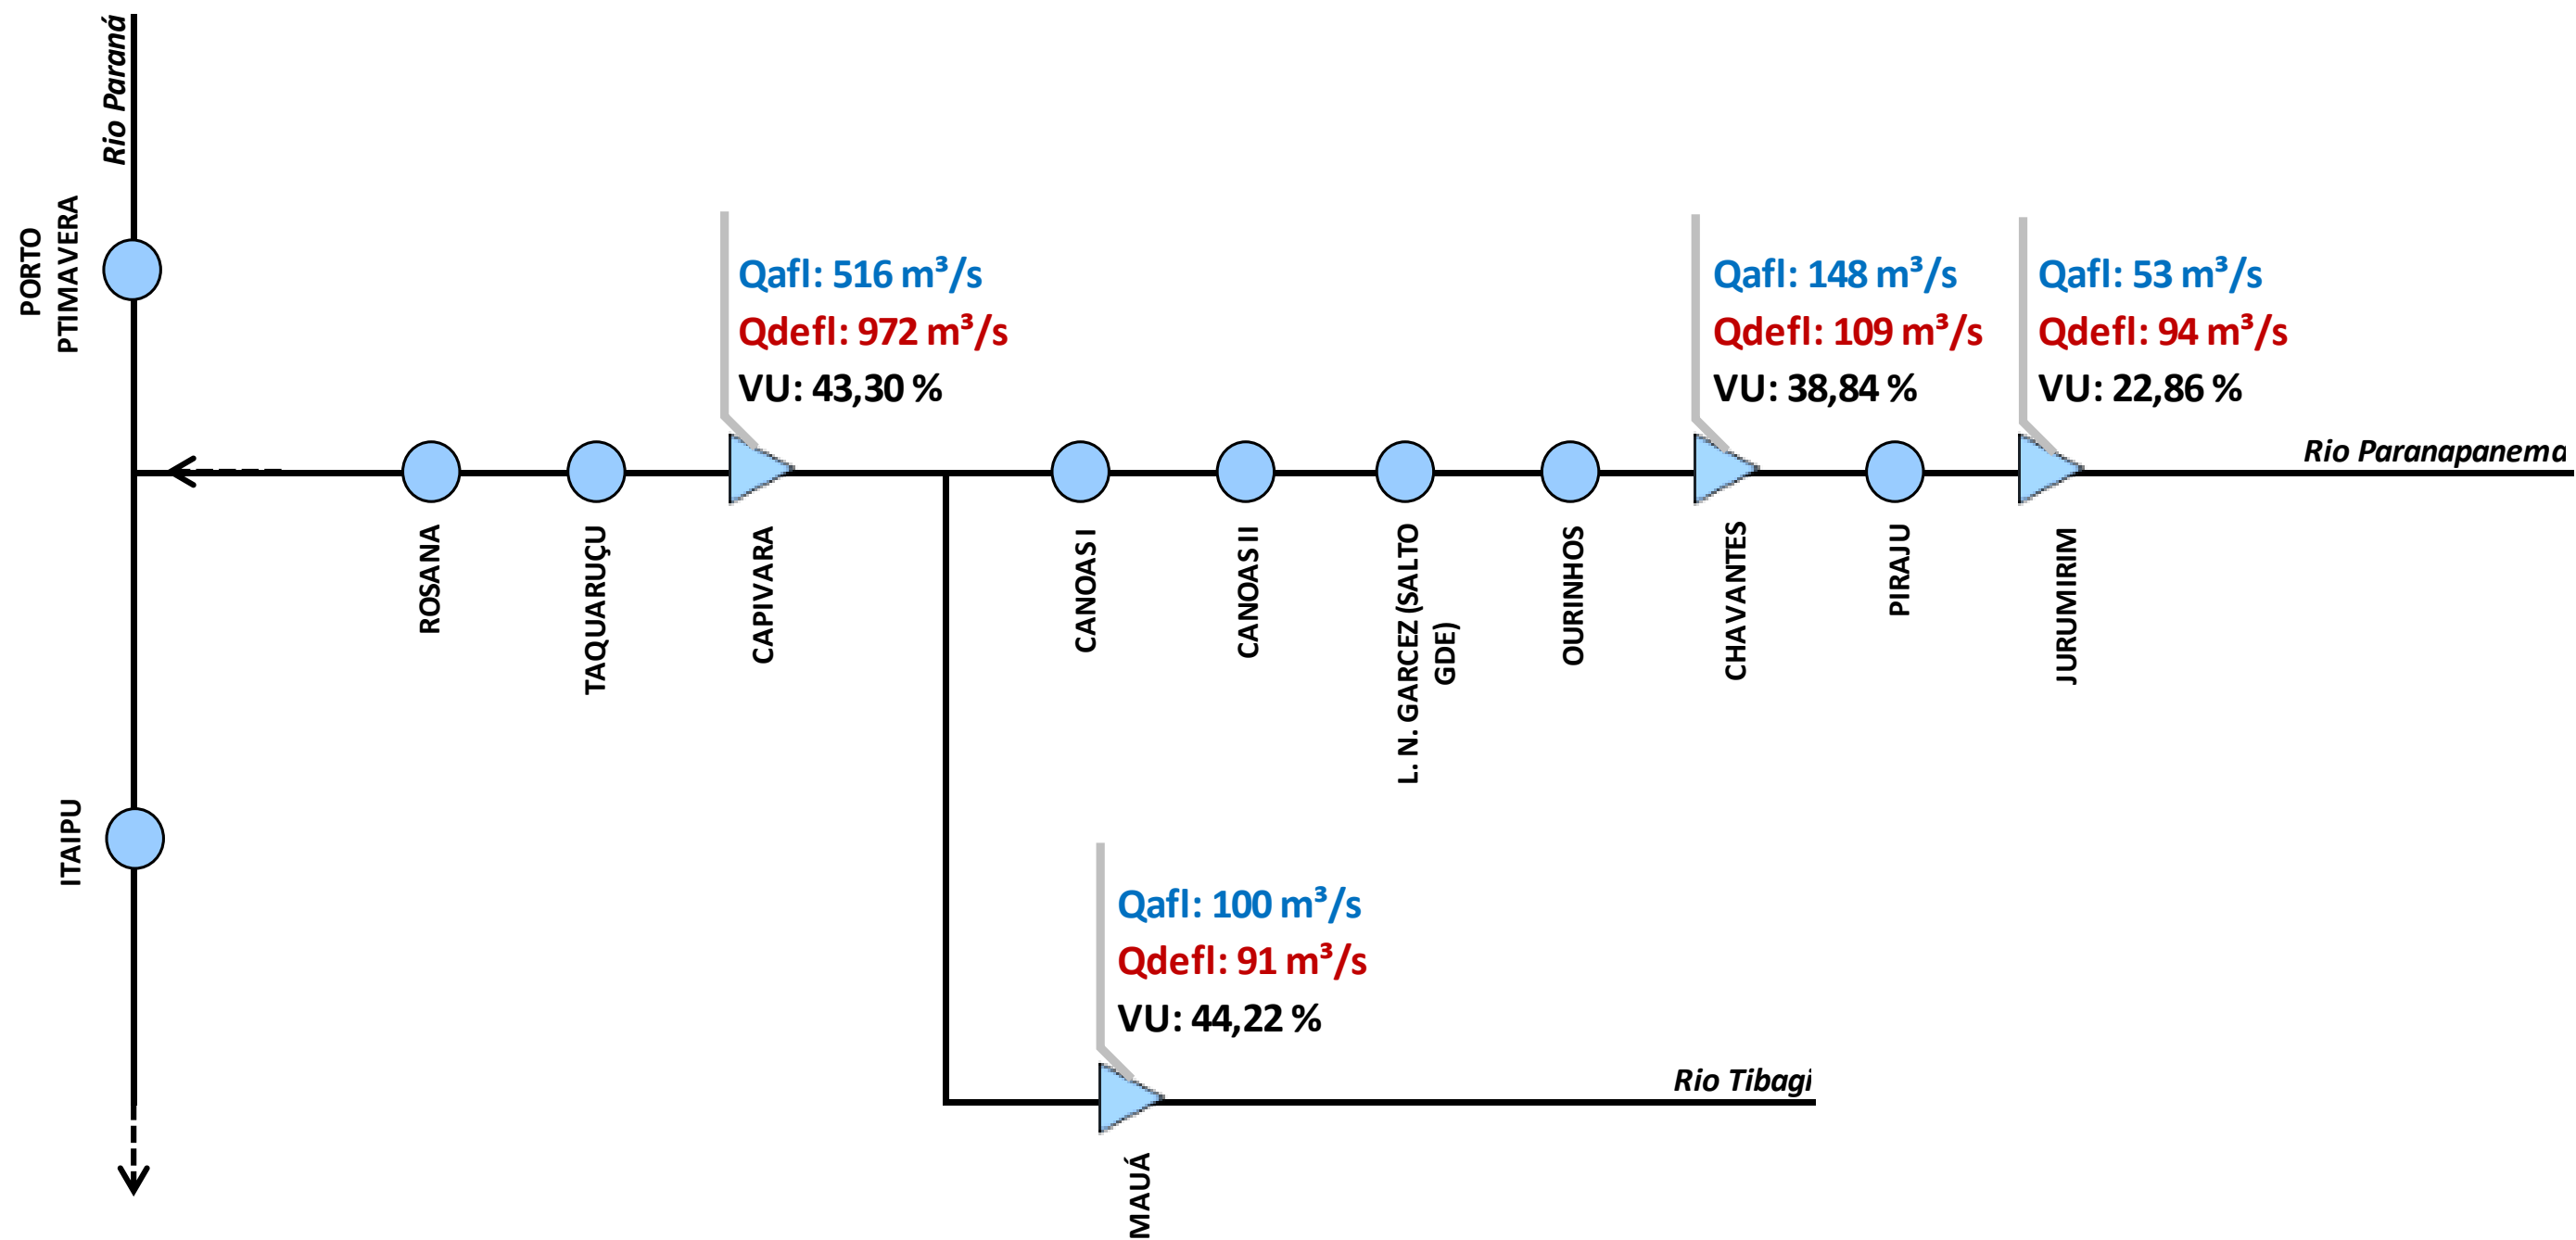 Rio Paraná
PORTO
PTIMAVERA
Qafl: 516 m³/s
Qdefl: 972 m³/s
VU: 43,30 %
Qafl: 148 m³/s
Qdefl: 109 m³/s
VU: 38,84 %
Qafl: 53 m³/s
Qdefl: 94 m³/s
VU: 22,86 %
Rio Paranapanema
ROSANA
TAQUARUÇU
CAPIVARA
CANOAS I
CANOAS II
L. N. GARCEZ (SALTO
GDE)
OURINHOS
CHAVANTES
PIRAJU
JURUMIRIM
ITAIPU
Qafl: 100 m³/s
Qdefl: 91 m³/s
VU: 44,22 %
Rio Tibagi
MAUÁ